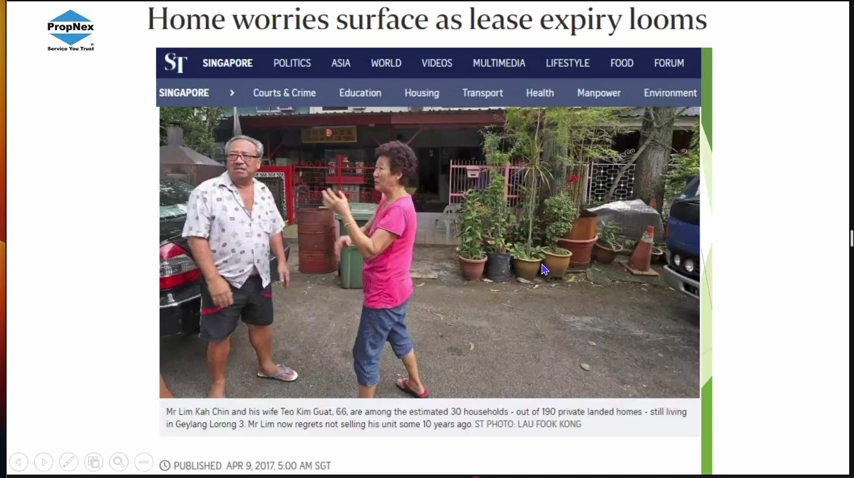 PropNex
Service You Trust
Home worries surface as lease expiry looms
ST SINGAPORE POLITICS ASIA WORLD VIDEOS MULTIMEDIA LIFESTYLE FOOD FORUM
SINGAPORE > Courts & Crime Education Housing Transport Health Manpower Environment
Mr Lim Kah Chin and his wife Teo Kim Guat, 66, are among the estimated 30 households - out of 190 private landed homes - still living
in Geylang Lorong 3. Mr Lim now regrets not selling his unit some 10 years ago. ST PHOTO: LAU FOOK KONG
PUBLISHED APR 9, 2017, 5:00 AM SGT